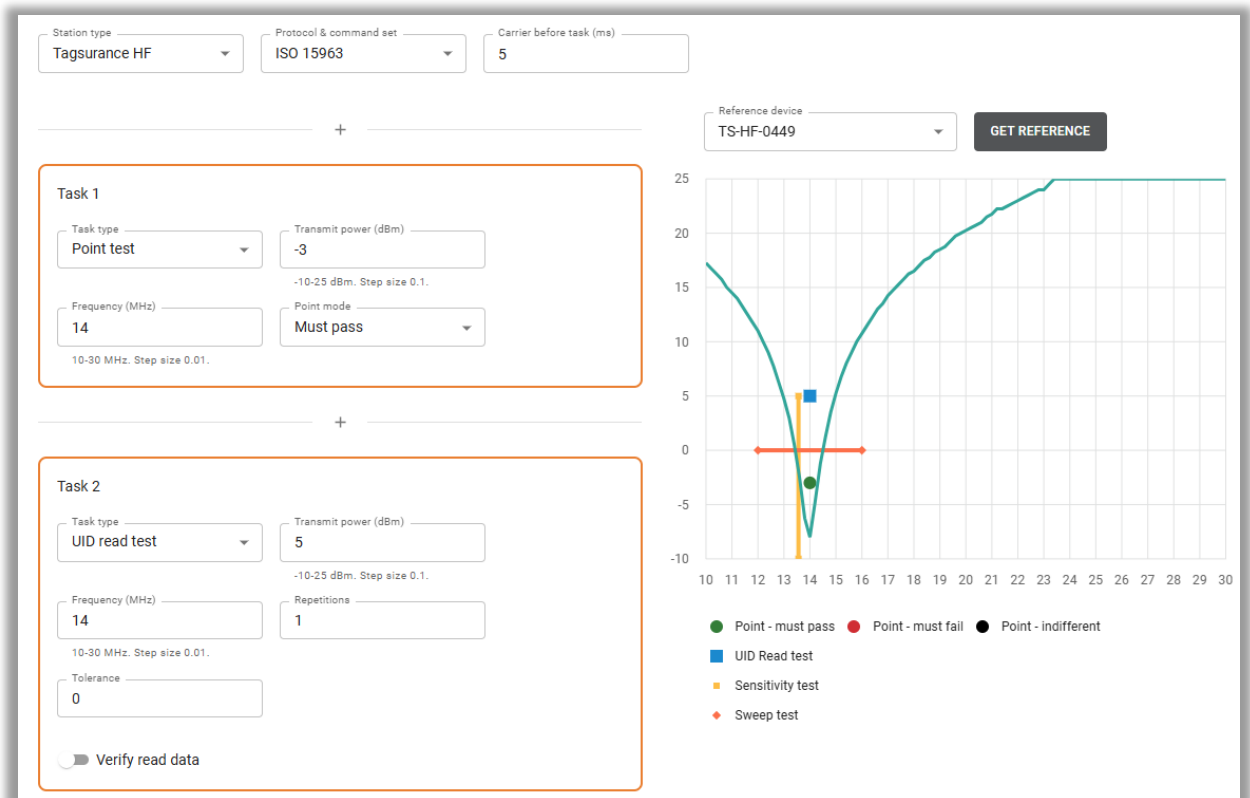 Station type
Tagsurance HF
Protocol & command set
ISO 15963
Carrier before task (ms)
5
Reference device
TS-HF-0449
GET REFERENCE
+
Task 1
Task type
Point test
Transmit power (dBm)
-3
-10-25 dBm. Step size 0.1.
Frequency (MHz)
14
10-30 MHz. Step size 0.01.
Point mode
Must pass
+
Task 2
Task type
UID read test
Transmit power (dBm)
5
-10-25 dBm. Step size 0.1.
Frequency (MHz)
14
10-30 MHz. Step size 0.01.
Repetitions
1
Tolerance
0
Verify read data
25
20
15
10
5
0
-5
-10
10 11 12 13 14 15 16 17 18 19 20 21 22 23 24 25 26 27 28 29 30
Point - must pass Point - must fail Point - indifferent
UID Read test
Sensitivity test
Sweep test